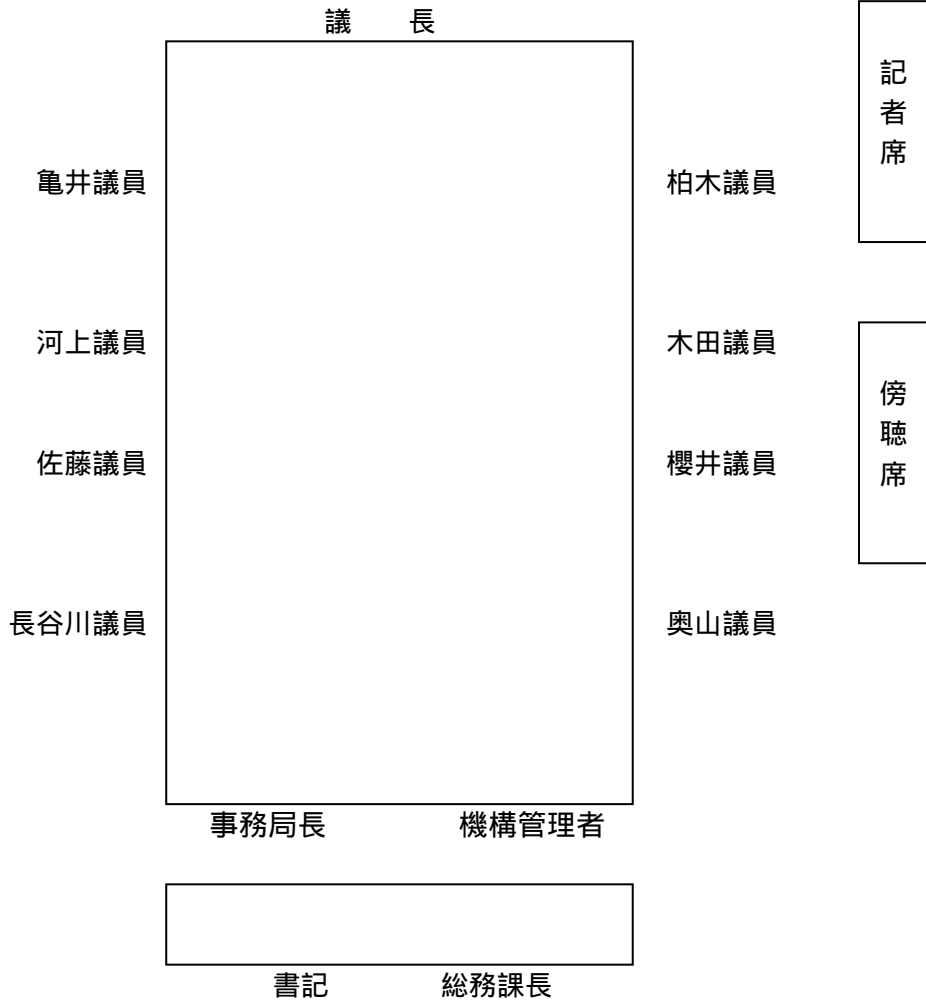 議 長
記者席
亀井議員 柏木議員
河上議員 木田議員
傍聴席
佐藤議員 櫻井議員
長谷川議員 奥山議員
事務局長 機構管理者
書記 総務課長